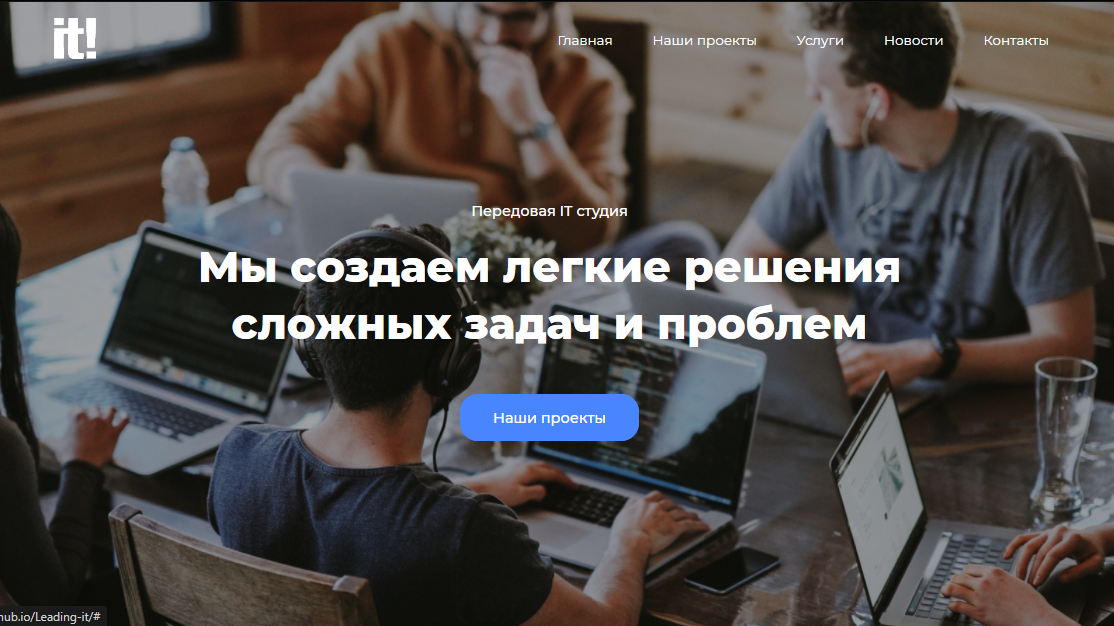 it!
Главная Наши проекты Услуги Новости Контакты
Передовая IT студия
Мы создаем легкие решения
сложных задач и проблем
Наши проекты
GEAR
hub.io/Leading-it/#